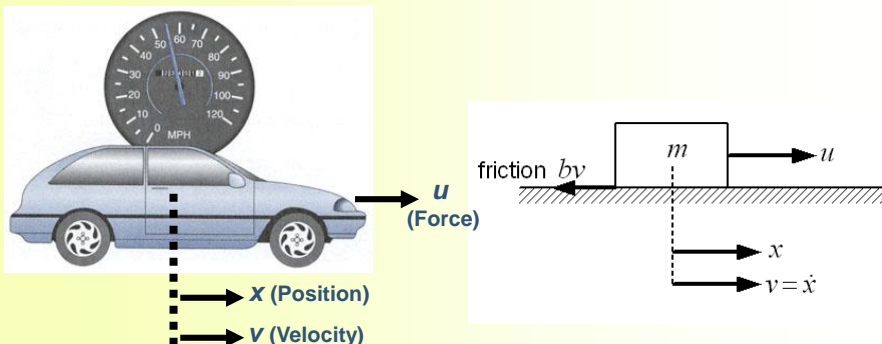 50 60 70
40 80
30 90
20 100
10 120
0
MPH
u
(Force)
x (Position)
v (Velocity)
m
u
friction bv
x
v = ẋ